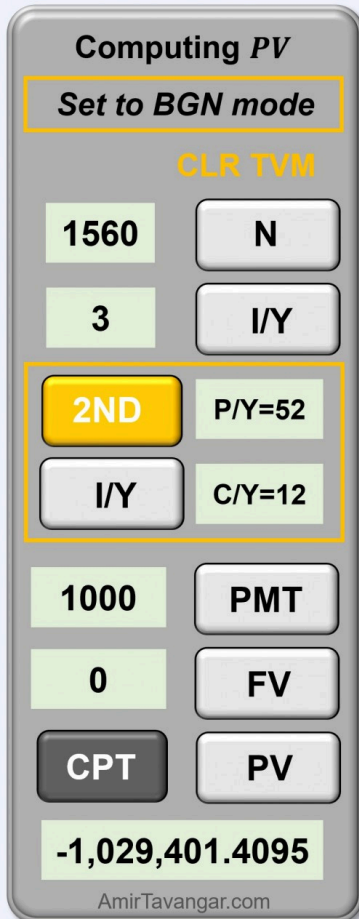 Computing PV
Set to BGN mode
CLR TVM
1560 N
3 I/Y
2ND P/Y=52
I/Y C/Y=12
1000 PMT
0 FV
CPT PV
-1,029,401.4095
AmirTavangar.com